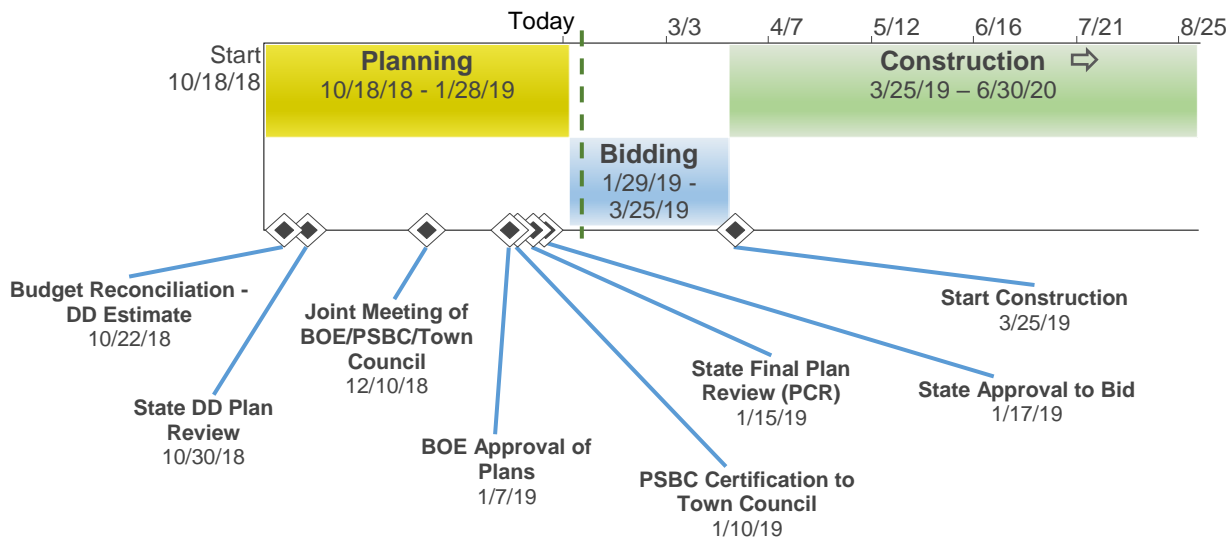 Today
3/3
4/7
5/12
6/16
7/21
8/25
Start
10/18/18
Planning
10/18/18 - 1/28/19
Construction
3/25/19 – 6/30/20
Bidding
1/29/19 -
3/25/19
Budget Reconciliation -
DD Estimate
10/22/18
State DD Plan
Review
10/30/18
Joint Meeting of
BOE/PSBC/Town
Council
12/10/18
BOE Approval of
Plans
1/7/19
PSBC Certification to
Town Council
1/10/19
State Final Plan
Review (PCR)
1/15/19
State Approval to Bid
1/17/19
Start Construction
3/25/19